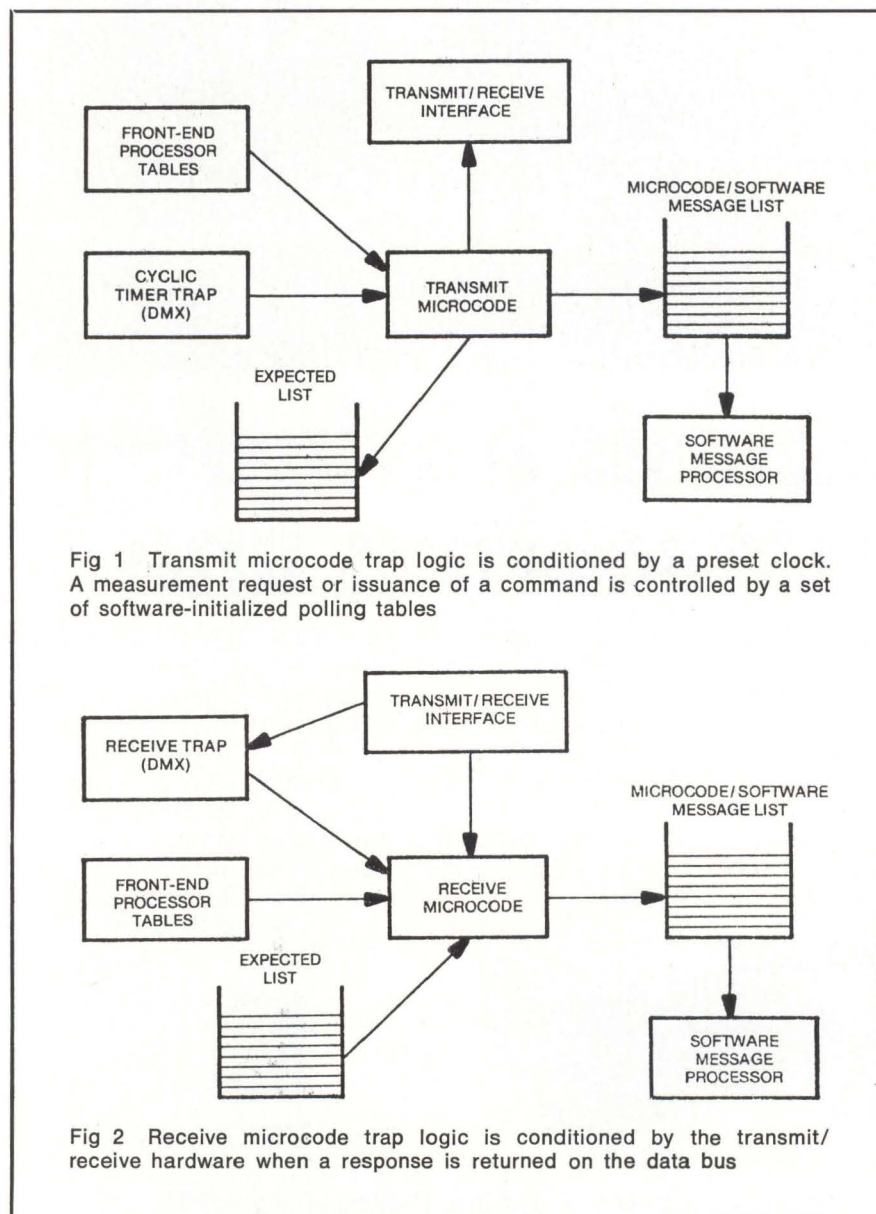 TRANSMIT/RECEIVE
INTERFACE
FRONT-END
PROCESSOR
TABLES
MICROCODE/SOFTWARE
MESSAGE LIST
CYCLIC
TIMER TRAP
(DMX)
TRANSMIT
MICROCODE
EXPECTED
LIST
SOFTWARE
MESSAGE
PROCESSOR
Fig 1 Transmit microcode trap logic is conditioned by a preset clock.
A measurement request or issuance of a command is controlled by a set
of software-initialized polling tables
TRANSMIT/RECEIVE
INTERFACE
RECEIVE TRAP
(DMX)
MICROCODE/SOFTWARE
MESSAGE LIST
FRONT-END
PROCESSOR
TABLES
RECEIVE
MICROCODE
EXPECTED
LIST
SOFTWARE
MESSAGE
PROCESSOR
Fig 2 Receive microcode trap logic is conditioned by the transmit/
receive hardware when a response is returned on the data bus